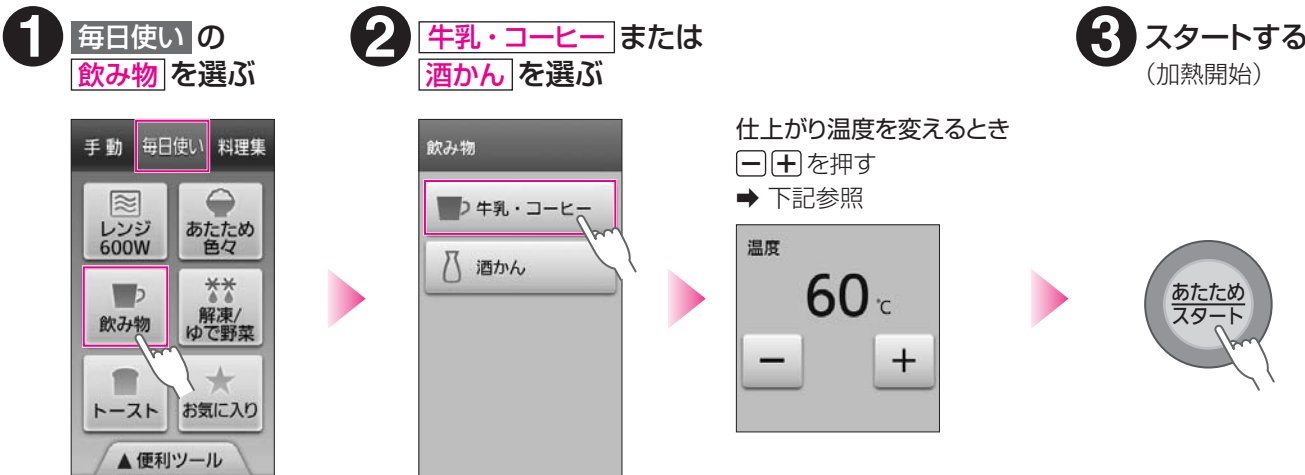 1 毎日使い の
飲み物 を選ぶ
手動 毎日使い 料理集
レンジ
600W
あたため
色々
飲み物
解凍/
ゆで野菜
トースト
お気に入り
▲便利ツール
2 牛乳・コーヒー または
酒かん を選ぶ
飲み物
牛乳・コーヒー
酒かん
仕上がり温度を変えるとき
－＋を押す
➡ 下記参照
温度
60℃
－ ＋
3 スタートする
（加熱開始）
あたため
スタート